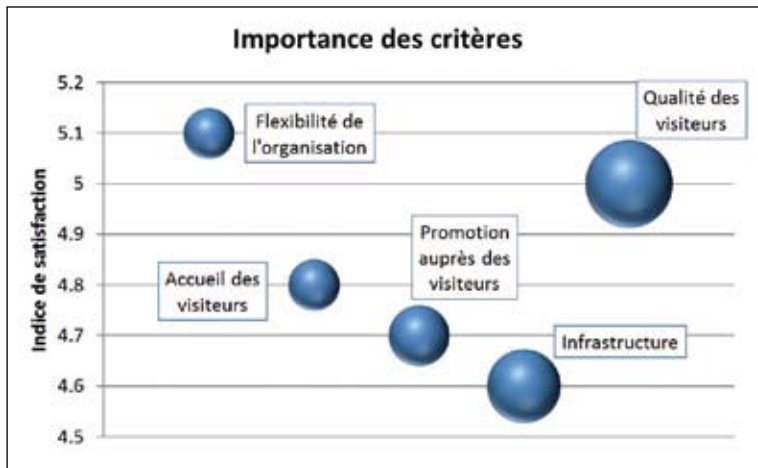 Importance des critères
Indice de satisfaction
5.2
5.1
5
4.9
4.8
4.7
4.6
4.5
Flexibilité de
l'organisation
Qualité des
visiteurs
Accueil des
visiteurs
Promotion
auprès des
visiteurs
Infrastructure